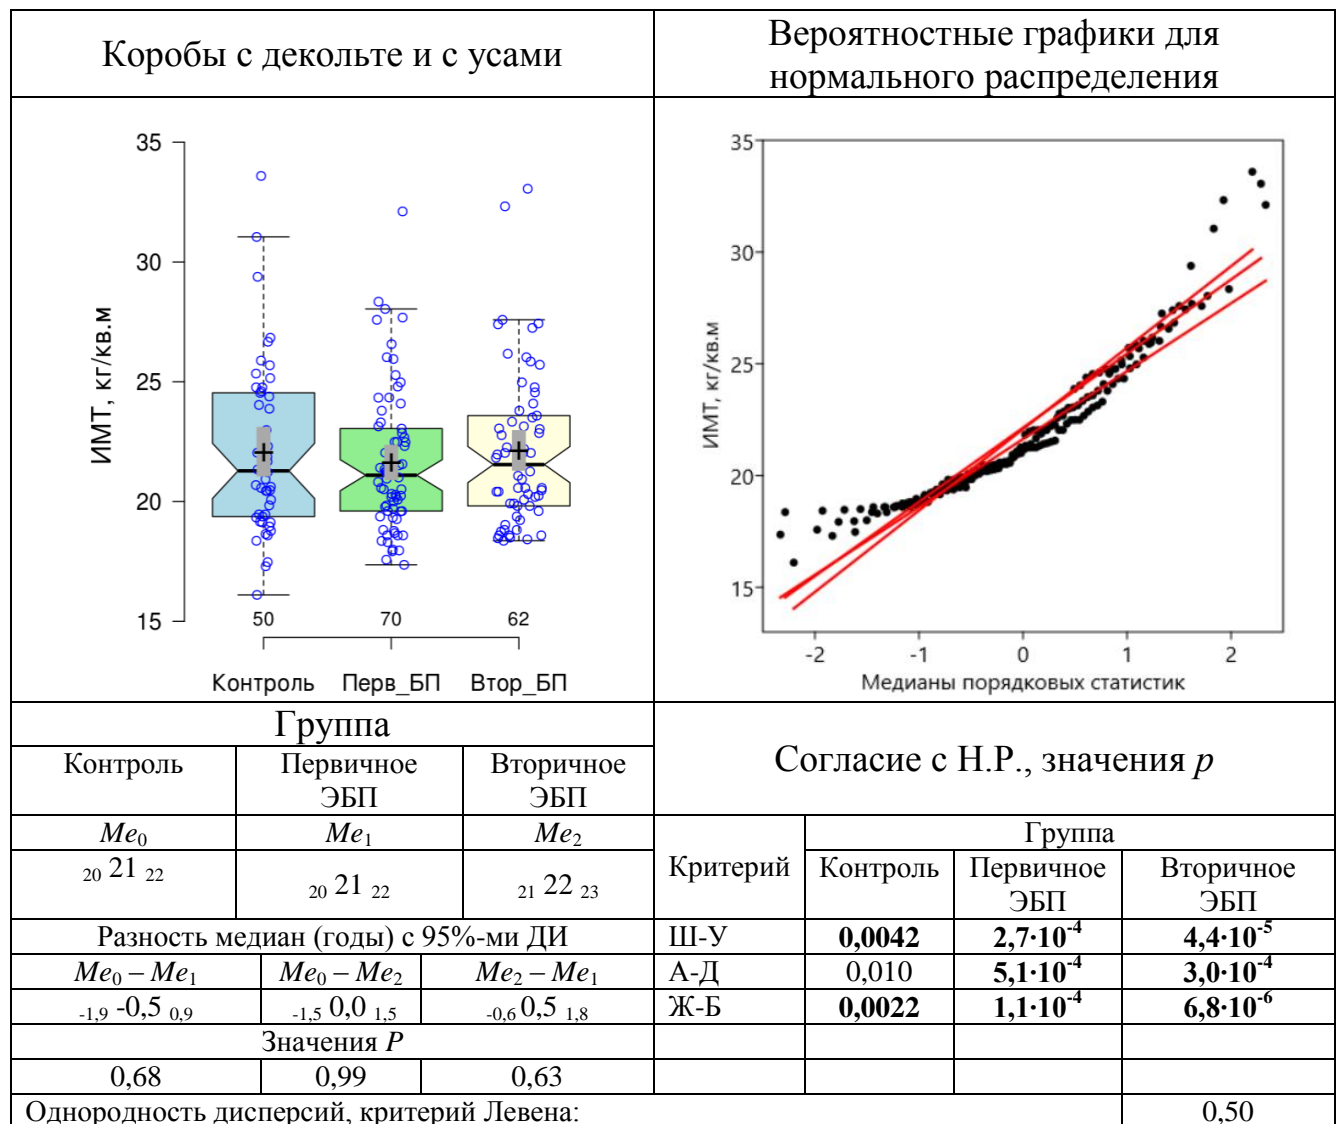 Коробы с декольте и с усами
Вероятностные графики для
нормального распределения
35
30
25
20
15
ИМТ, кг/кв.м
50 70 62
Контроль Перв_БП Втор_БП
35
30
25
20
15
ИМТ, кг/кв.м
-2 -1 0 1 2
Медианы порядковых статистик
Группа
Контроль Первичное ЭБП Вторичное ЭБП
Me0 Me1 Me2
20 21 22 20 21 22 21 22 23
Разность медиан (годы) с 95%-ми ДИ
Me0 – Me1 Me0 – Me2 Me2 – Me1
-1,9 -0,5 0,9 -1,5 0,0 1,5 -0,6 0,5 1,8
Значения P
0,68 0,99 0,63
Согласие с Н.Р., значения p
Критерий Группа
Контроль Первичное ЭБП Вторичное ЭБП
Ш-У 0,0042 2,7·10-4 4,4·10-5
А-Д 0,010 5,1·10-4 3,0·10-4
Ж-Б 0,0022 1,1·10-4 6,8·10-6
Однородность дисперсий, критерий Левена: 0,50